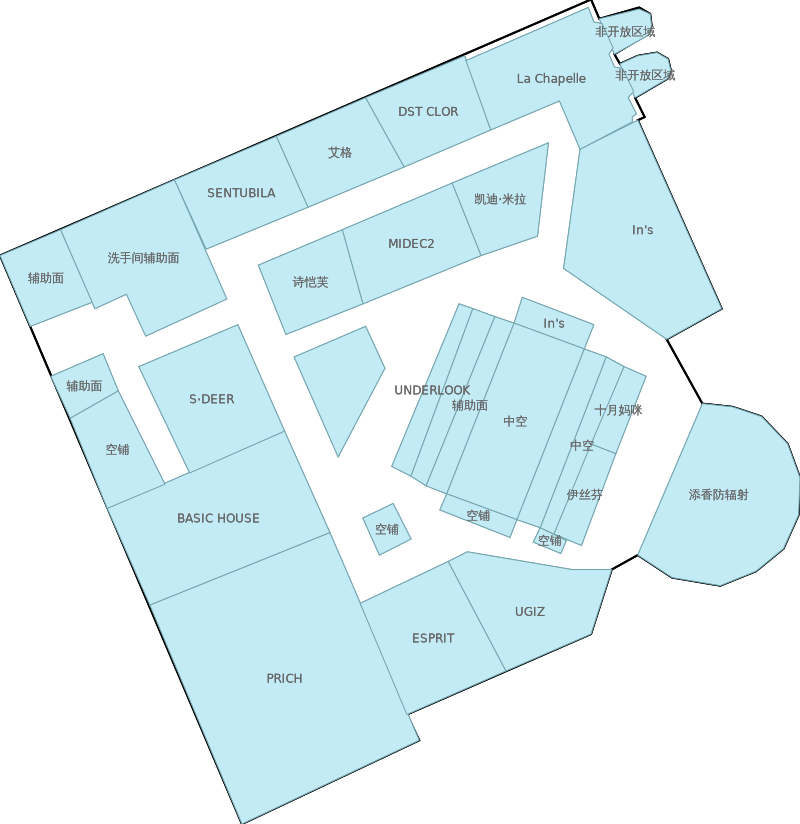 非开放区域
非开放区域
La Chapelle
DST CLOR
艾格
SENTUBILA
凯迪·米拉
In's
MIDEC2
洗手间辅助面
辅助面
诗恺芙
In's
辅助面
UNDERLOOK
S·DEER
辅助面
十月妈咪
中空
中空
空铺
伊丝芬
添香防辐射
BASIC HOUSE
空铺
空铺
空铺
UGIZ
ESPRIT
PRICH